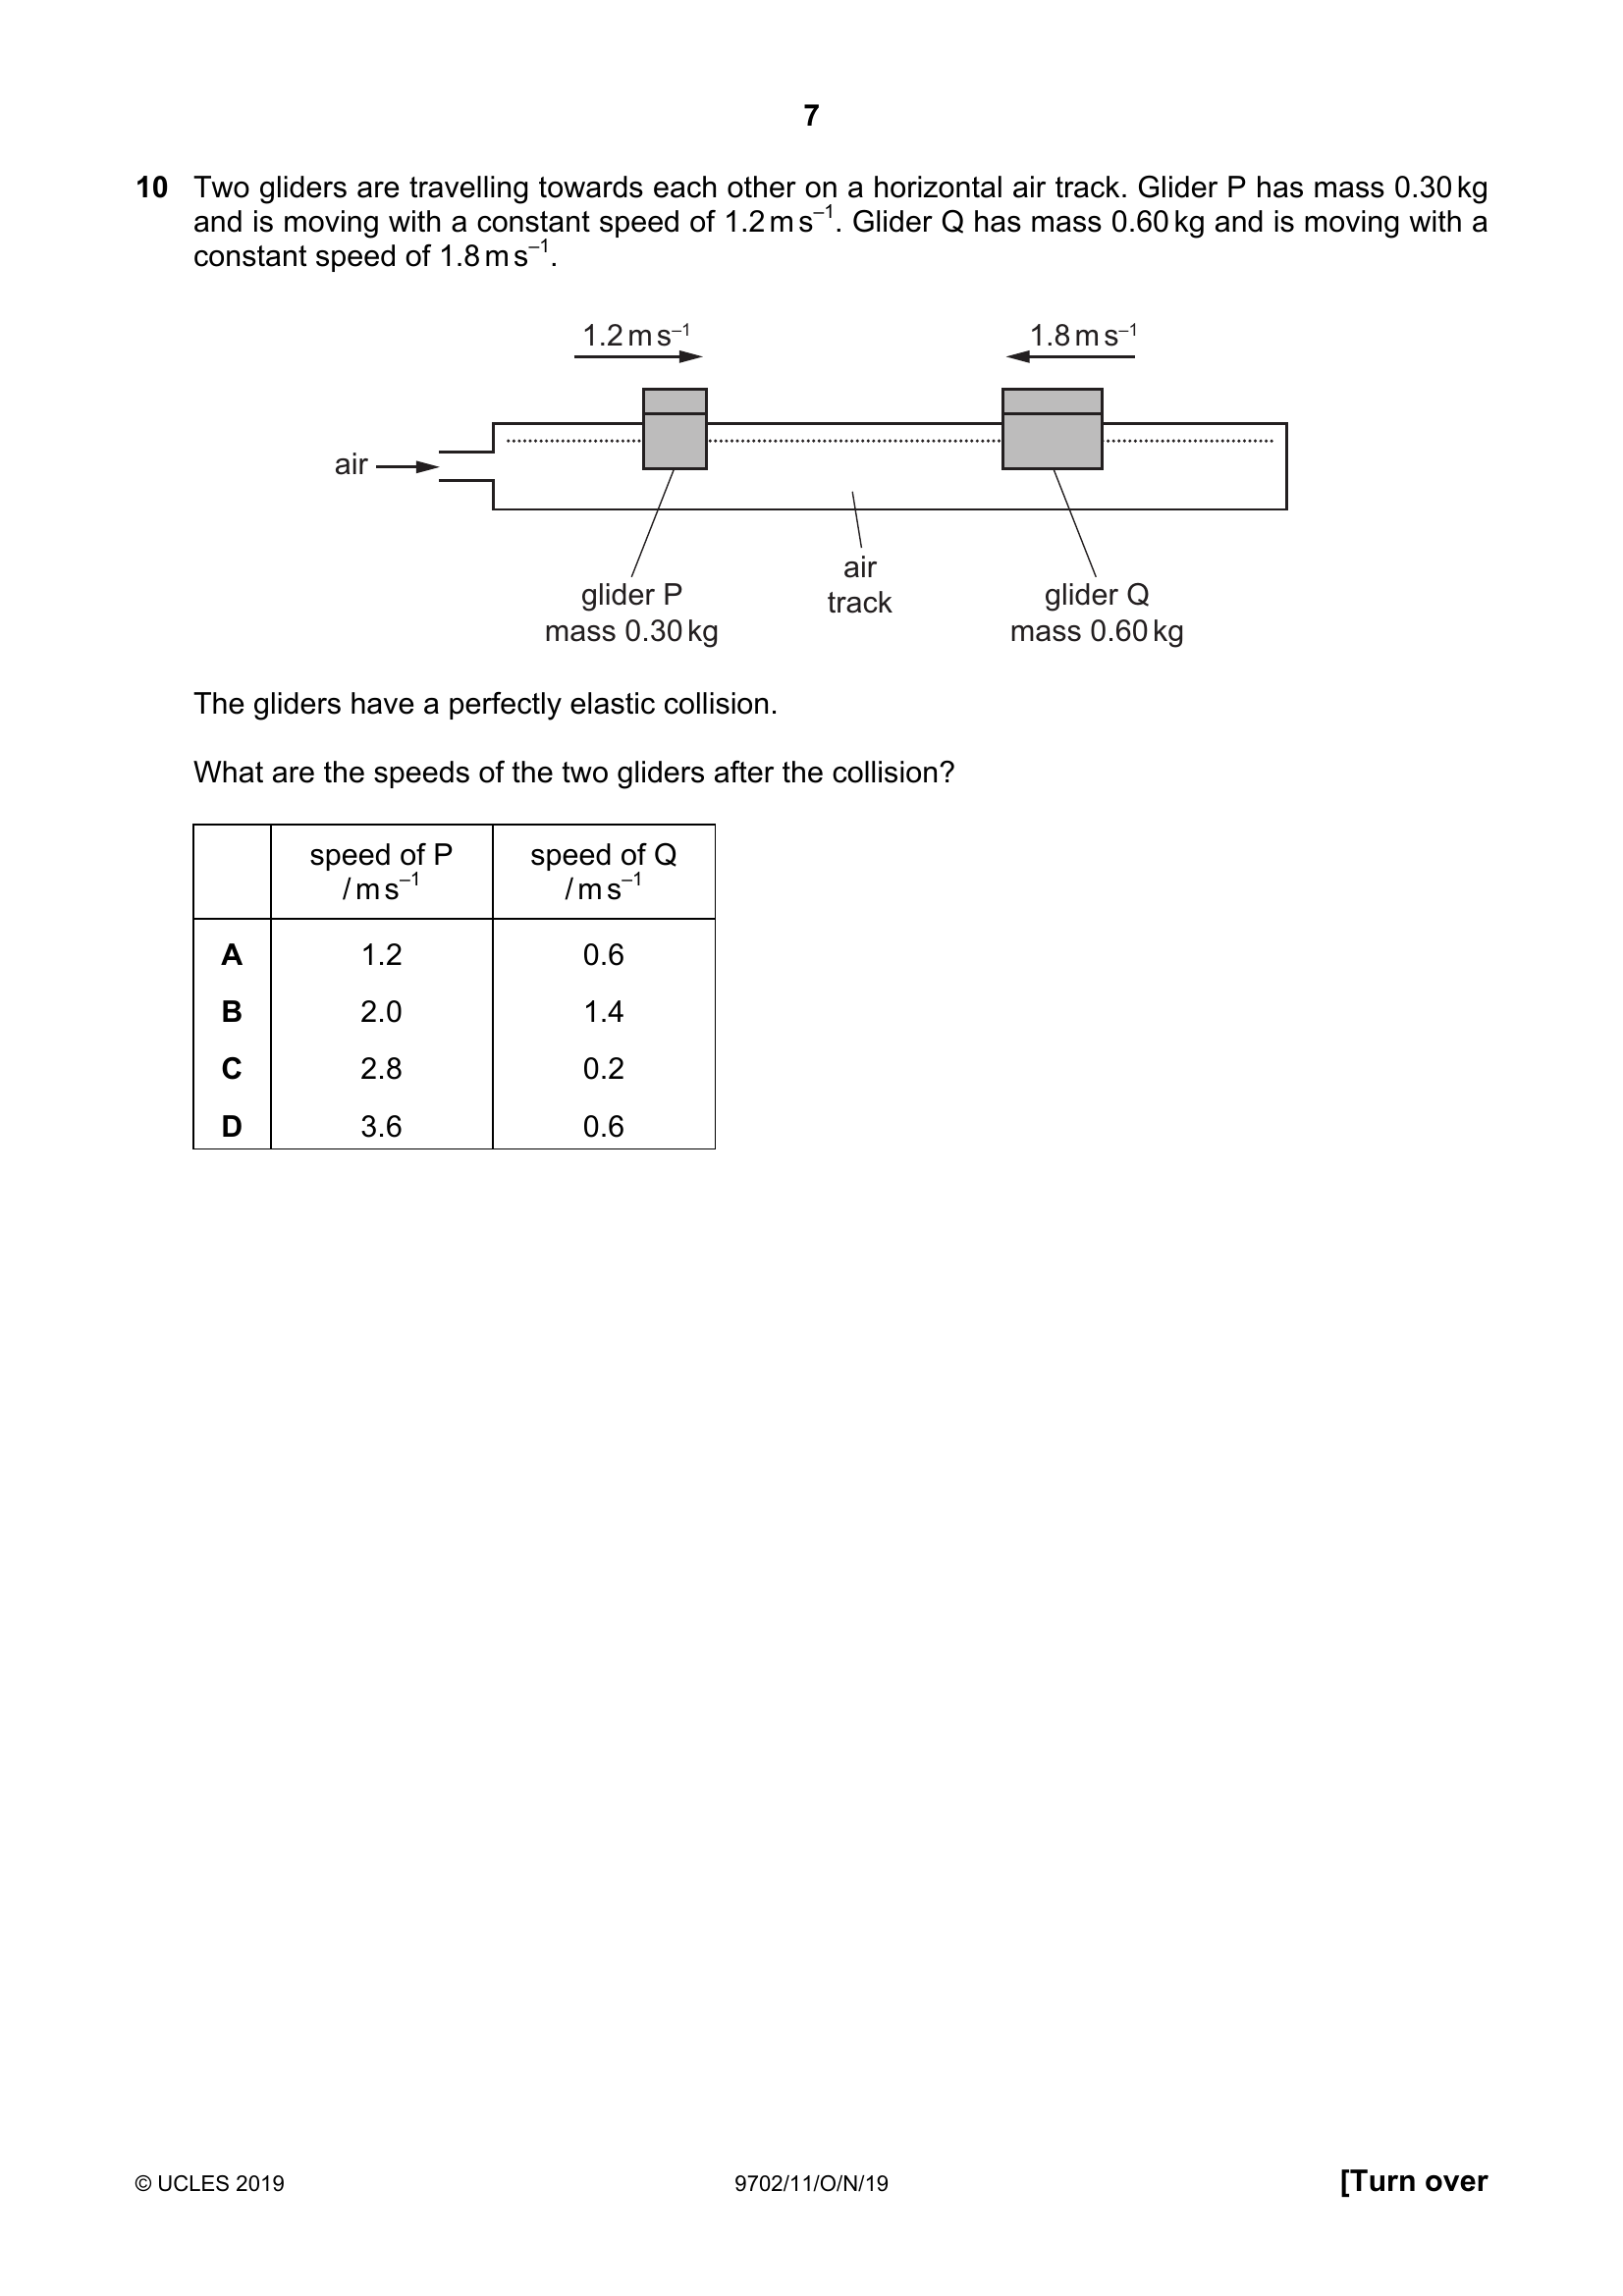 7
10 Two gliders are travelling towards each other on a horizontal air track. Glider P has mass 0.30 kg
and is moving with a constant speed of 1.2 m s⁻¹. Glider Q has mass 0.60 kg and is moving with a
constant speed of 1.8 m s⁻¹.
1.2 m s⁻¹ 1.8 m s⁻¹
air
air
track
glider P
mass 0.30 kg
glider Q
mass 0.60 kg
The gliders have a perfectly elastic collision.
What are the speeds of the two gliders after the collision?
speed of P
/ m s⁻¹
speed of Q
/ m s⁻¹
A 1.2 0.6
B 2.0 1.4
C 2.8 0.2
D 3.6 0.6
© UCLES 2019 9702/11/O/N/19 [Turn over